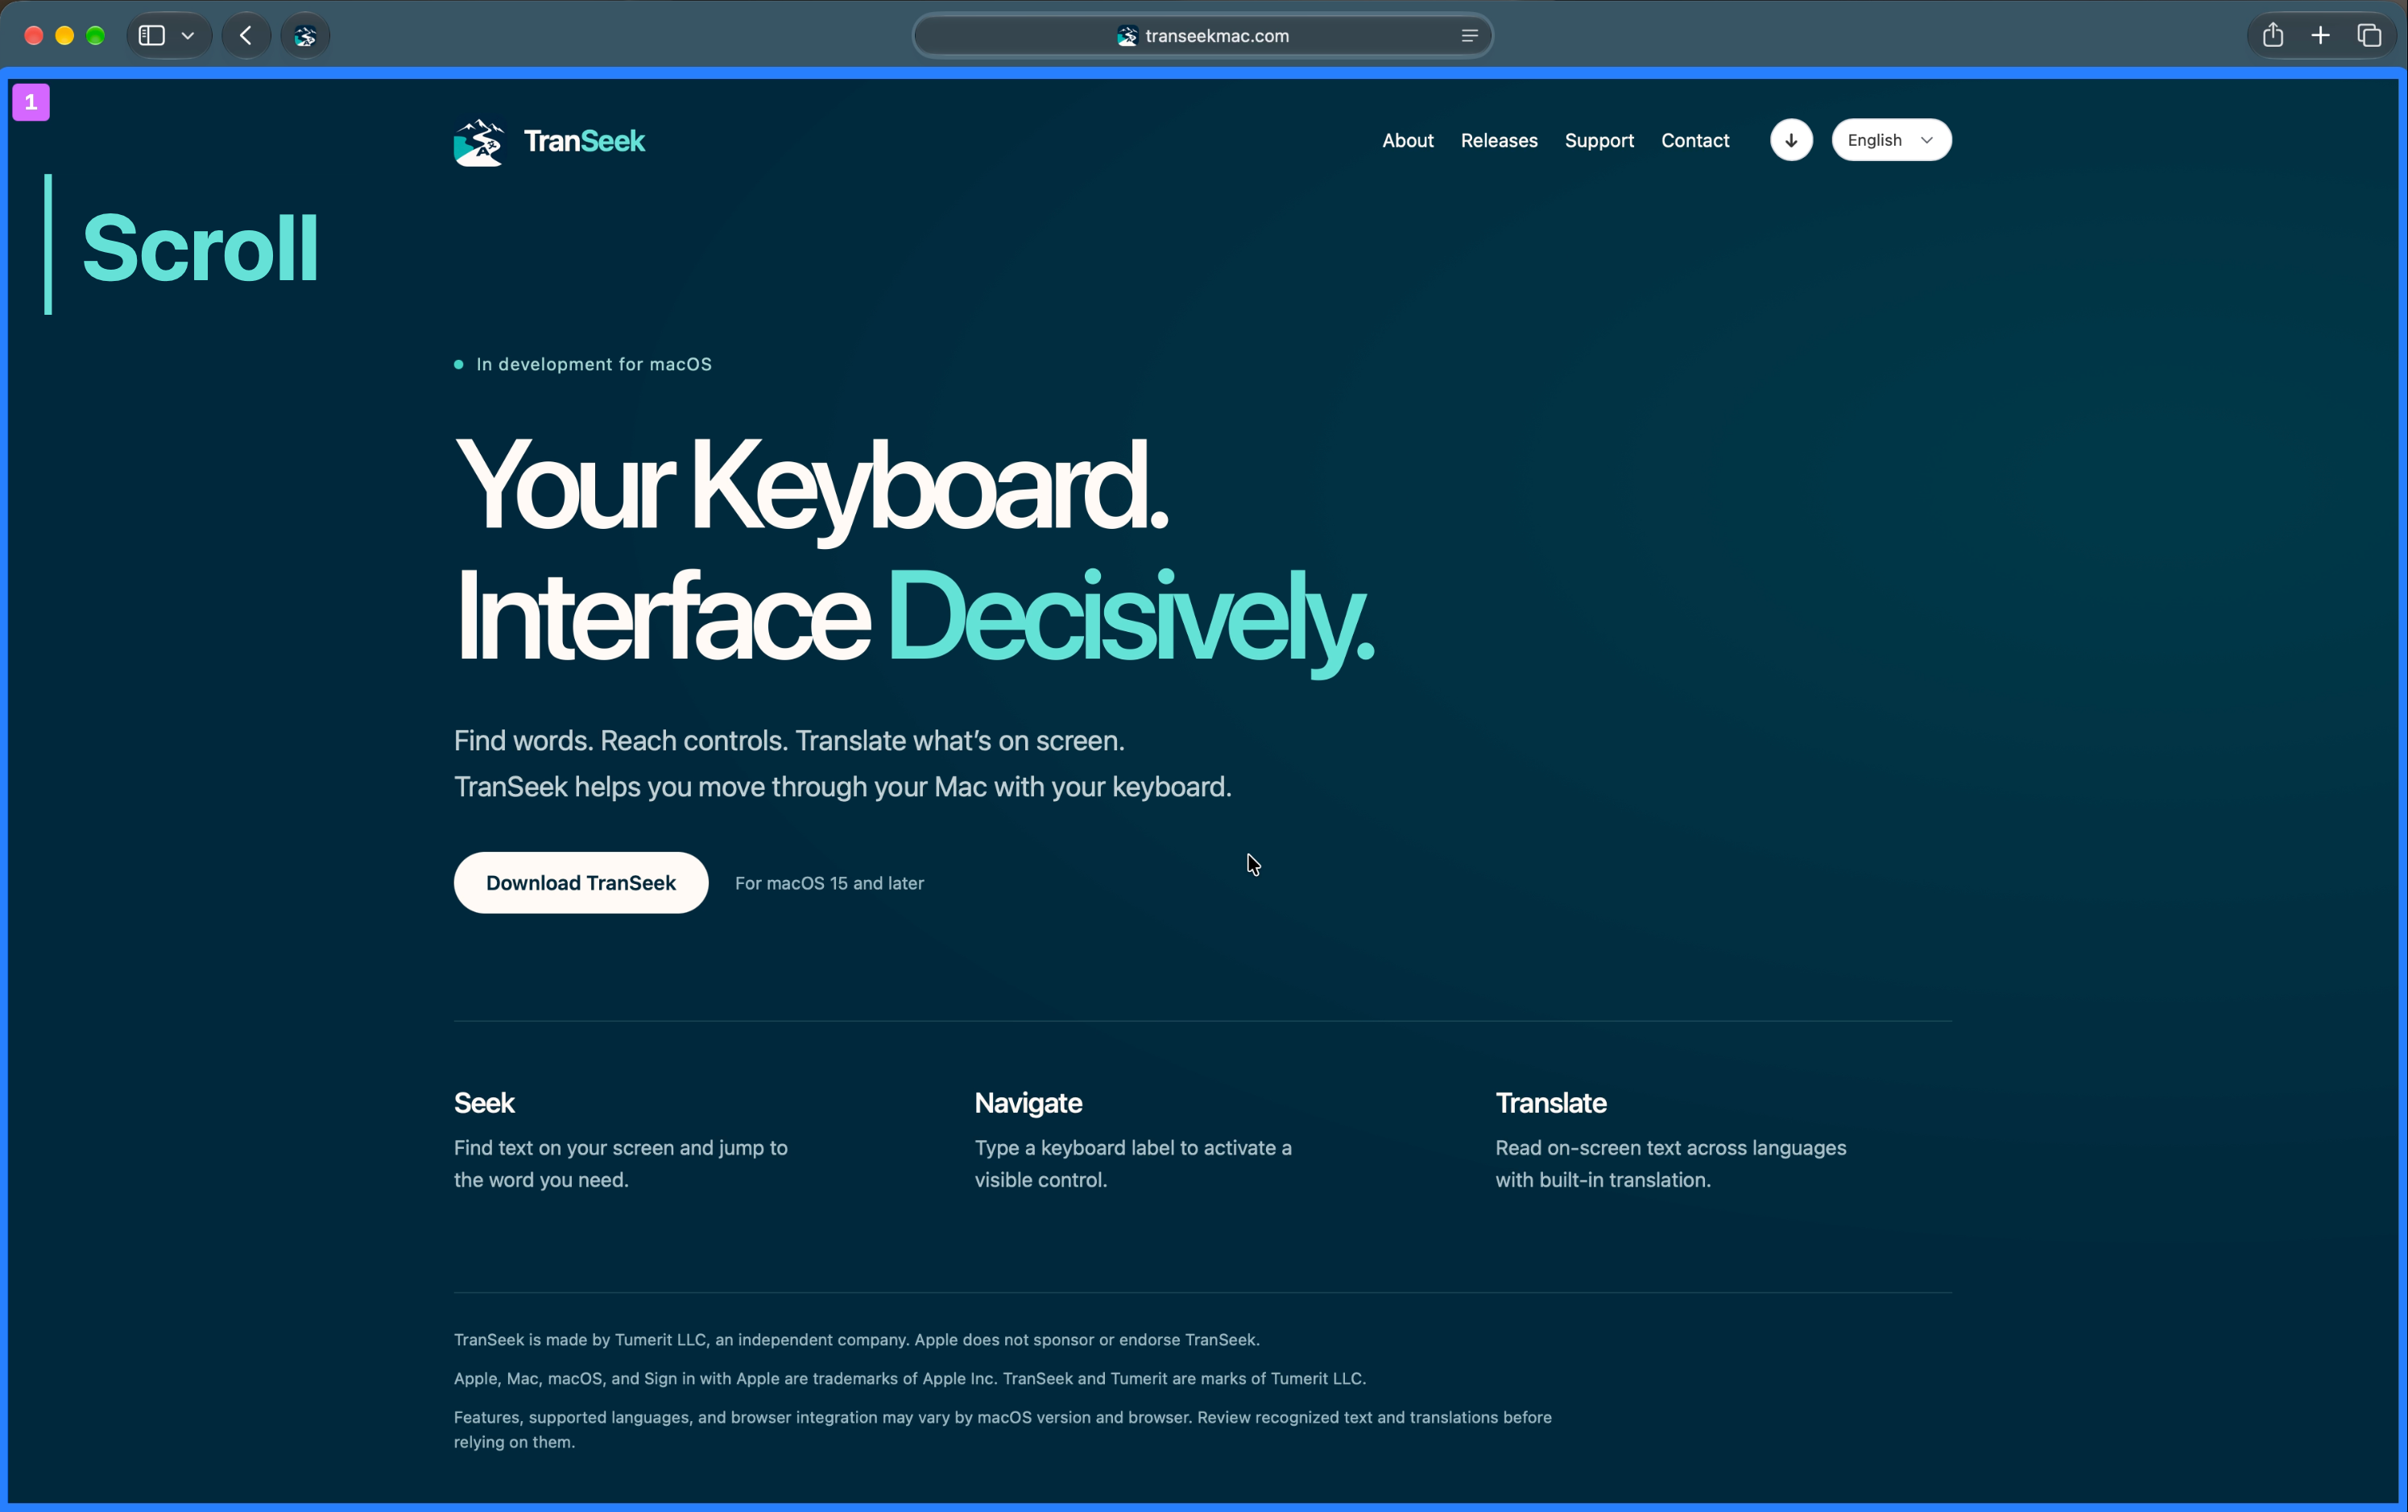 transeekmac.com
1
TranSeek
About
Releases
Support
Contact
English
Scroll
In development for macOS
Your Keyboard.
Interface Decisively.
Find words. Reach controls. Translate what’s on screen.
TranSeek helps you move through your Mac with your keyboard.
Download TranSeek
For macOS 15 and later
Seek
Find text on your screen and jump to
the word you need.
Navigate
Type a keyboard label to activate a
visible control.
Translate
Read on-screen text across languages
with built-in translation.
TranSeek is made by Tumerit LLC, an independent company. Apple does not sponsor or endorse TranSeek.
Apple, Mac, macOS, and Sign in with Apple are trademarks of Apple Inc. TranSeek and Tumerit are marks of Tumerit LLC.
Features, supported languages, and browser integration may vary by macOS version and browser. Review recognized text and translations before
relying on them.